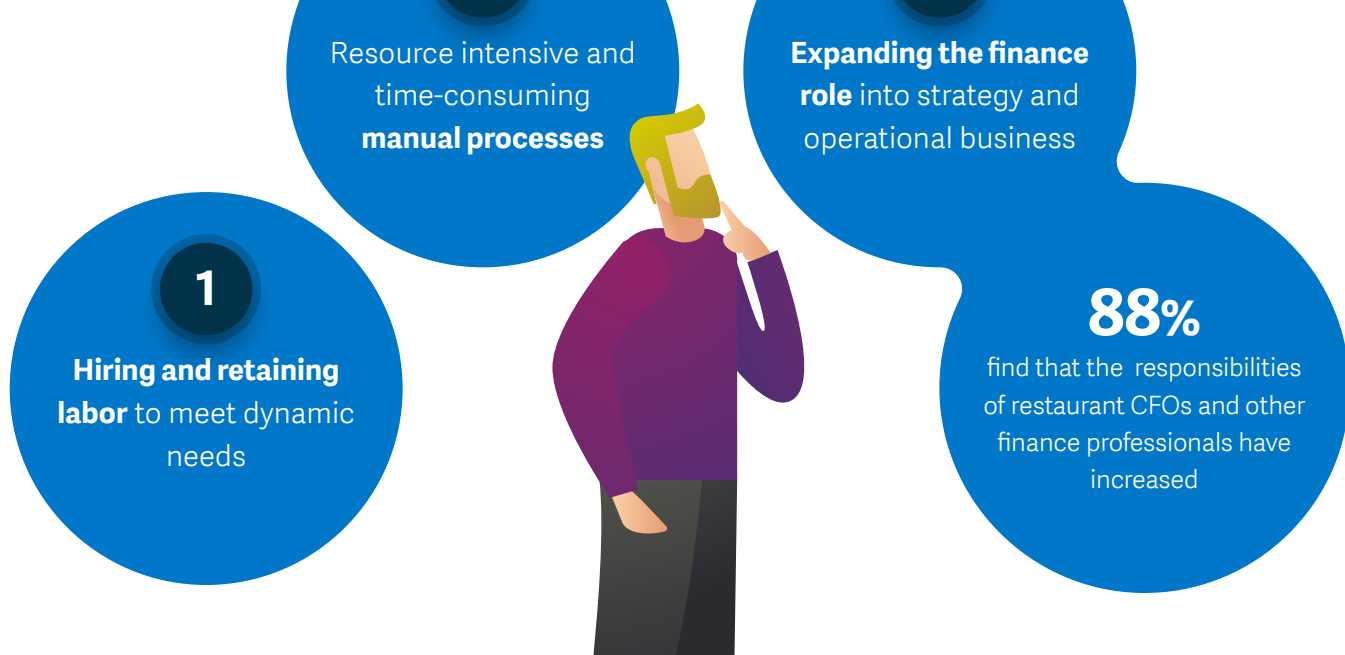 1
Hiring and retaining
labor to meet dynamic
needs
Resource intensive and
time-consuming
manual processes
Expanding the finance
role into strategy and
operational business
88%
find that the responsibilities
of restaurant CFOs and other
finance professionals have
increased